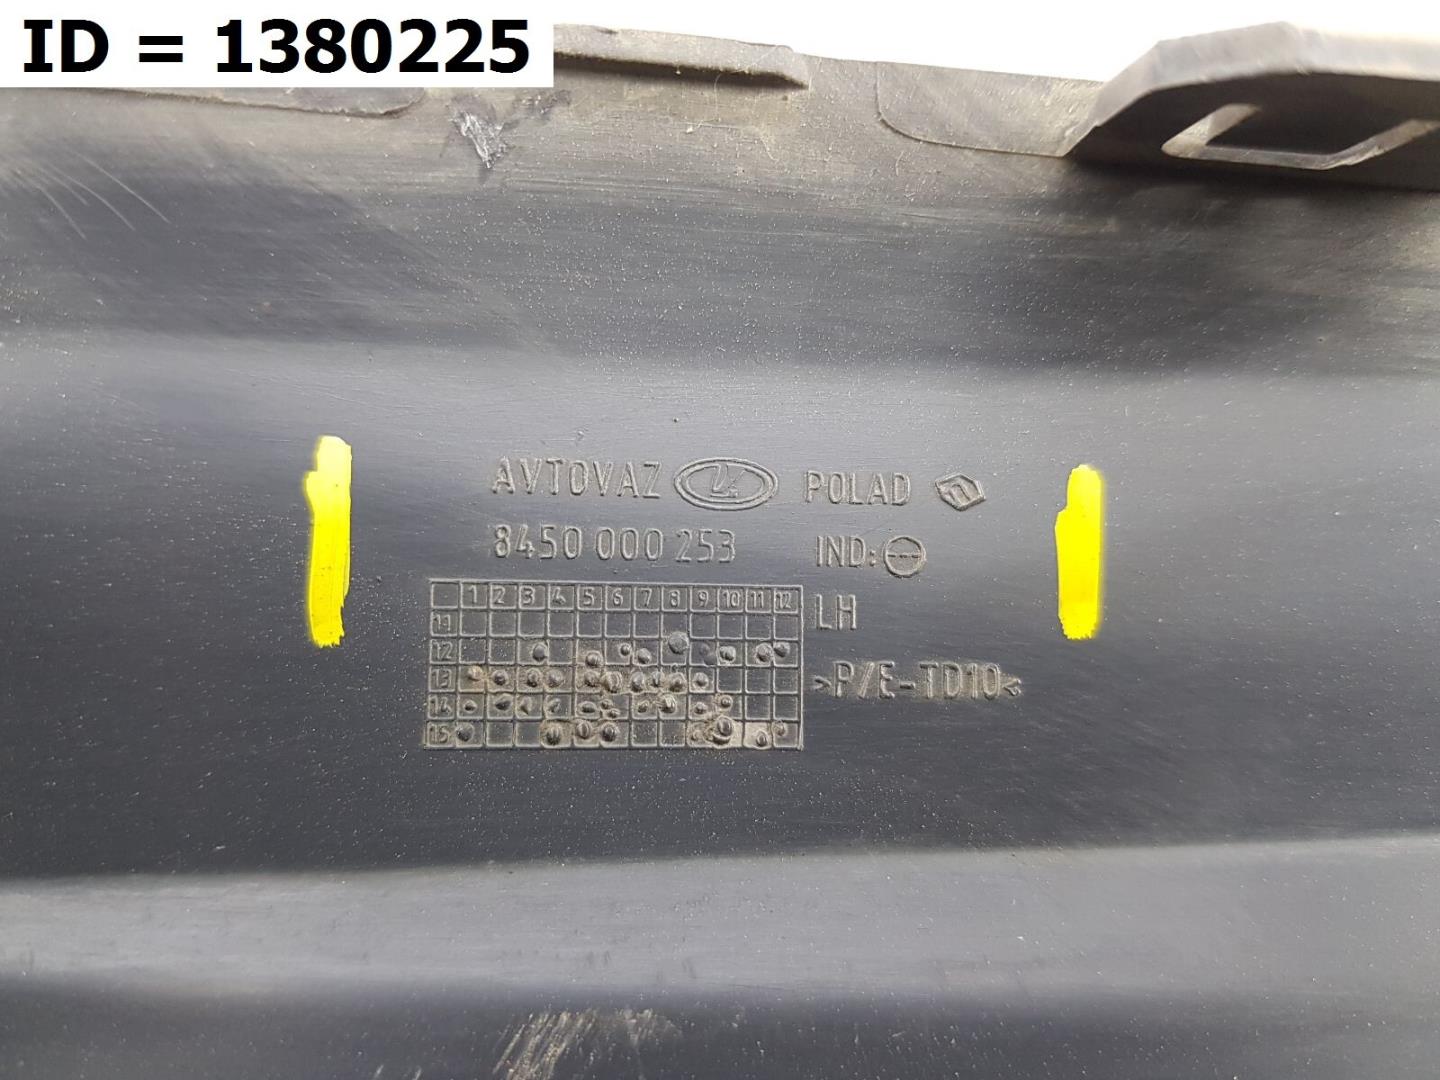 ID = 1380225
AVTOVAZ POLAD
8450 000 253 IND:
1 2 3 4 5 6 7 8 9 10 11 12 LH
11
12
13 >P/E-TD10<
14
15